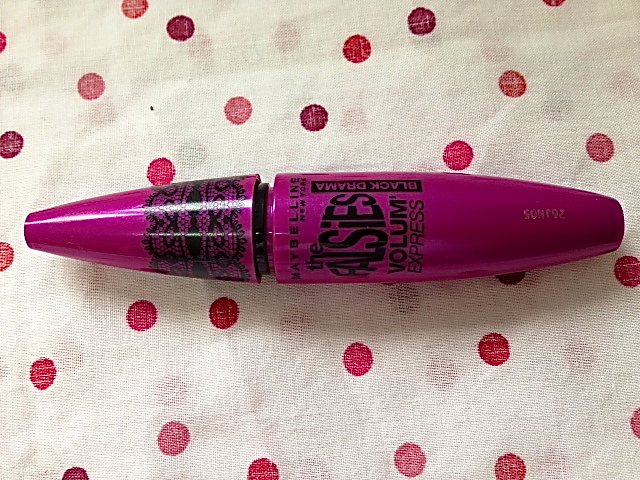 MAYBELLINE
NEW YORK
the
FALSIES
VOLUM'
EXPRESS
BLACK DRAMA
26JN05